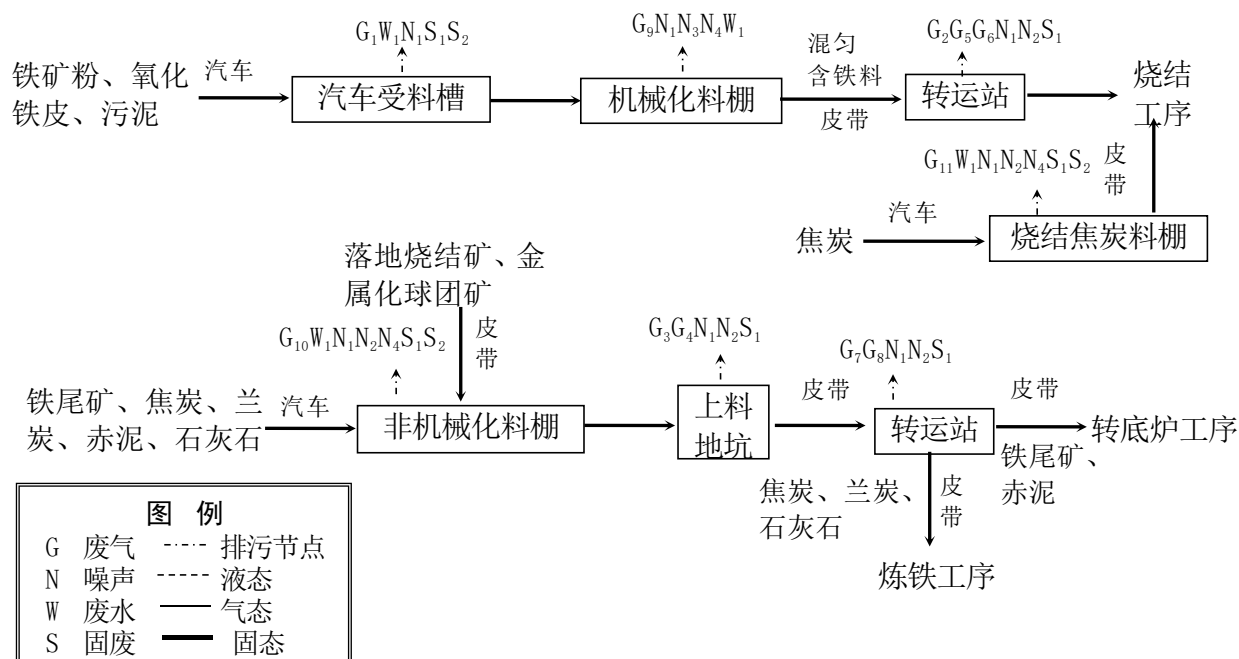 G₁W₁N₁S₁S₂
G₉N₁N₃N₄W₁
混匀
含铁料
G₂G₅G₆N₁N₂S₁
铁矿粉、氧化
铁皮、污泥
汽车
汽车受料槽
机械化料棚
皮带
转运站
烧结
工序
G₁₁W₁N₁N₂N₄S₁S₂
皮
带
焦炭
汽车
烧结焦炭料棚
落地烧结矿、金
属化球团矿
G₁₀W₁N₁N₂N₄S₁S₂
皮
带
G₃G₄N₁N₂S₁
G₇G₈N₁N₂S₁
铁尾矿、焦炭、兰
炭、赤泥、石灰石
汽车
非机械化料棚
上料
地坑
皮带
转运站
皮带
转底炉工序
铁尾矿、
赤泥
焦炭、兰炭、
石灰石
皮
带
炼铁工序
图 例
G 废气 排污节点
N 噪声 液态
W 废水 气态
S 固废 固态